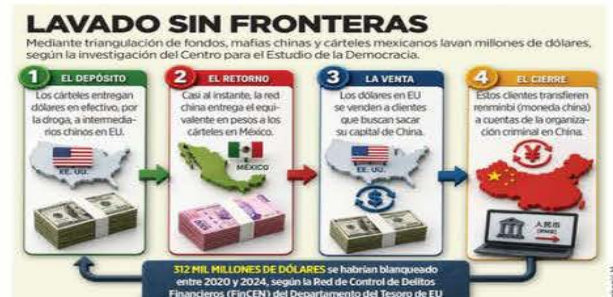 LAVADO SIN FRONTERAS
Mediante triangulación de fondos, mafias chinas y cárteles mexicanos lavan millones de dólares,
según la investigación del Centro para el Estudio de la Democracia.
1 EL DEPÓSITO
Los cárteles entregan
dólares en efectivo, por
la droga, a intermedia-
rios chinos en EU.
EE. UU.
2 EL RETORNO
Casi al instante, la red
china entrega el equi-
valente en pesos a los
cárteles en México.
MÉXICO
3 LA VENTA
Los dólares en EU
se venden a clientes
que buscan sacar
su capital de China.
EE. UU.
$
4 EL CIERRE
Estos clientes transfieren
renminbi (moneda china)
a cuentas de la organiza-
ción criminal en China.
¥
人民币
(RMB)
312 MIL MILLONES DE DÓLARES se habrían blanqueado
entre 2020 y 2024, según la Red de Control de Delitos
Financieros (FinCEN) del Departamento del Tesoro de EU